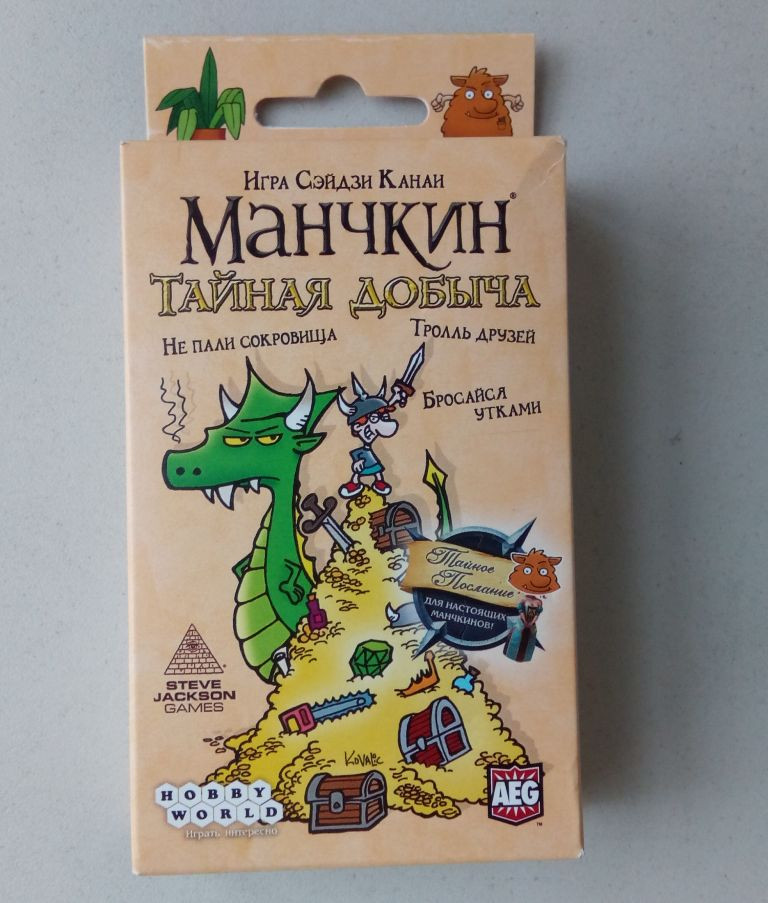 Игра Сэйдзи Канаи
Манчкин®
Тайная добыча
Не пали сокровища
Тролль друзей
Бросайся
утками
Тайное
Послание
для настоящих
манчкинов!
STEVE
JACKSON
GAMES
Kovalic
HOBBY
WORLD
Играть интересно
AEG
™